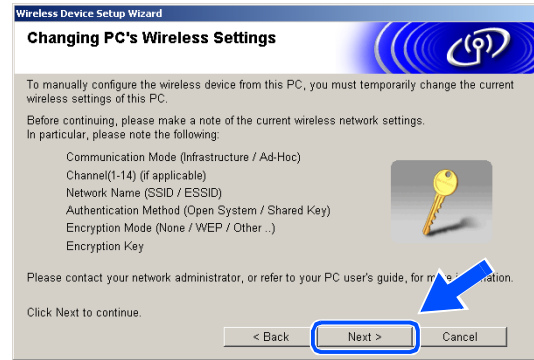 Wireless Device Setup Wizard
Changing PC's Wireless Settings
To manually configure the wireless device from this PC, you must temporarily change the current
wireless settings of this PC.
Before continuing, please make a note of the current wireless network settings.
In particular, please note the following:
Communication Mode (Infrastructure / Ad-Hoc)
Channel(1-14) (if applicable)
Network Name (SSID / ESSID)
Authentication Method (Open System / Shared Key)
Encryption Mode (None / WEP / Other ..)
Encryption Key
Please contact your network administrator, or refer to your PC user's guide, for
Click Next to continue.
< Back Next > Cancel